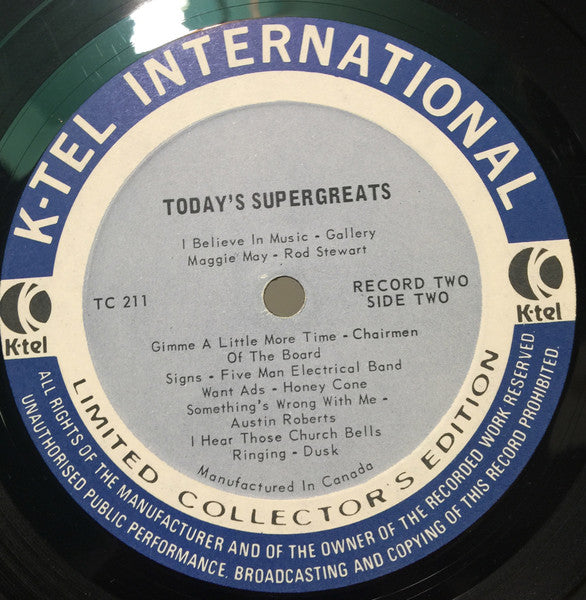 K-TEL INTERNATIONAL
TODAY'S SUPERGREATS
I Believe In Music - Gallery
Maggie May - Rod Stewart
TC 211
RECORD TWO
SIDE TWO
K-tel
K-tel
Gimme A Little More Time - Chairmen
Of The Board
Signs - Five Man Electrical Band
Want Ads - Honey Cone
Something's Wrong With Me -
Austin Roberts
I Hear Those Church Bells
Ringing - Dusk
Manufactured In Canada
LIMITED COLLECTOR'S EDITION
ALL RIGHTS OF THE MANUFACTURER AND OF THE OWNER OF THE RECORDED WORK RESERVED.
UNAUTHORISED PUBLIC PERFORMANCE, BROADCASTING AND COPYING OF THIS RECORD PROHIBITED.